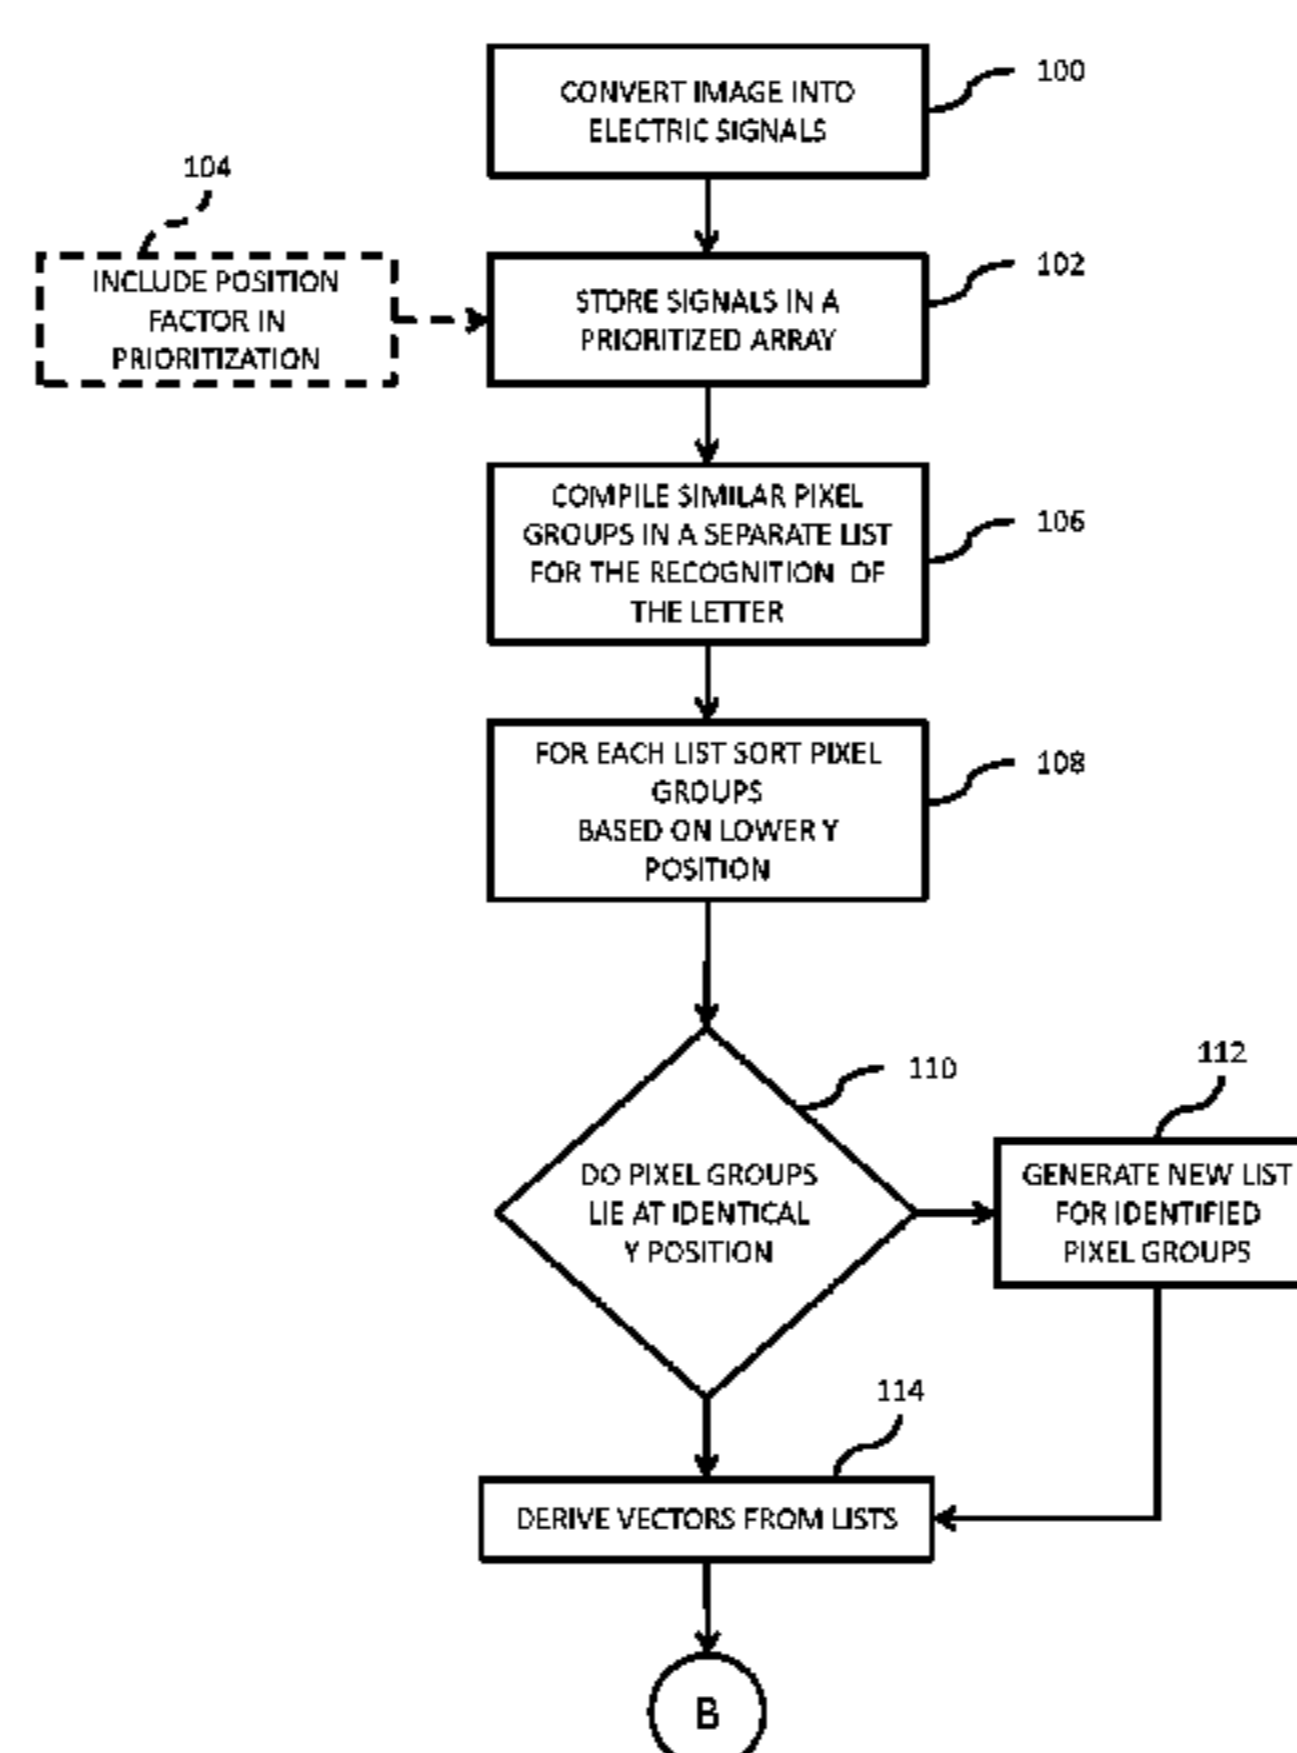 100
CONVERT IMAGE INTO
ELECTRIC SIGNALS
104
INCLUDE POSITION
FACTOR IN
PRIORITIZATION
102
STORE SIGNALS IN A
PRIORITIZED ARRAY
106
COMPILE SIMILAR PIXEL
GROUPS IN A SEPARATE LIST
FOR THE RECOGNITION OF
THE LETTER
108
FOR EACH LIST SORT PIXEL
GROUPS
BASED ON LOWER Y
POSITION
110
DO PIXEL GROUPS
LIE AT IDENTICAL
Y POSITION
112
GENERATE NEW LIST
FOR IDENTIFIED
PIXEL GROUPS
114
DERIVE VECTORS FROM LISTS
B